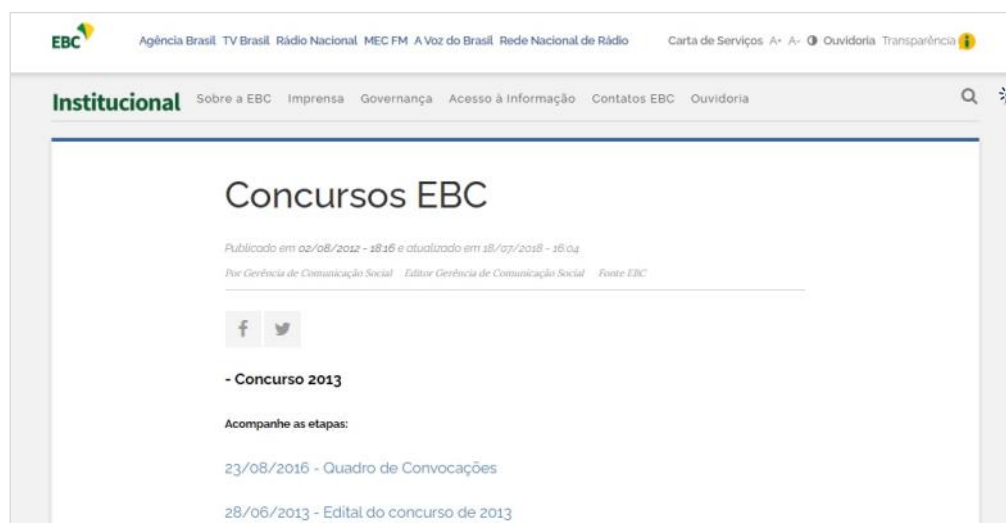 EBC
Agência Brasil TV Brasil Rádio Nacional MEC FM A Voz do Brasil Rede Nacional de Rádio Carta de Serviços A+ A- Ouvidoria Transparência i
Institucional Sobre a EBC Imprensa Governança Acesso à Informação Contatos EBC Ouvidoria
Concursos EBC
Publicado em 02/08/2012 - 18:16 e atualizado em 18/07/2018 - 16:04
Por Gerência de Comunicação Social Editor Gerência de Comunicação Social Fonte EBC
- Concurso 2013
Acompanhe as etapas:
23/08/2016 - Quadro de Convocações
28/06/2013 - Edital do concurso de 2013